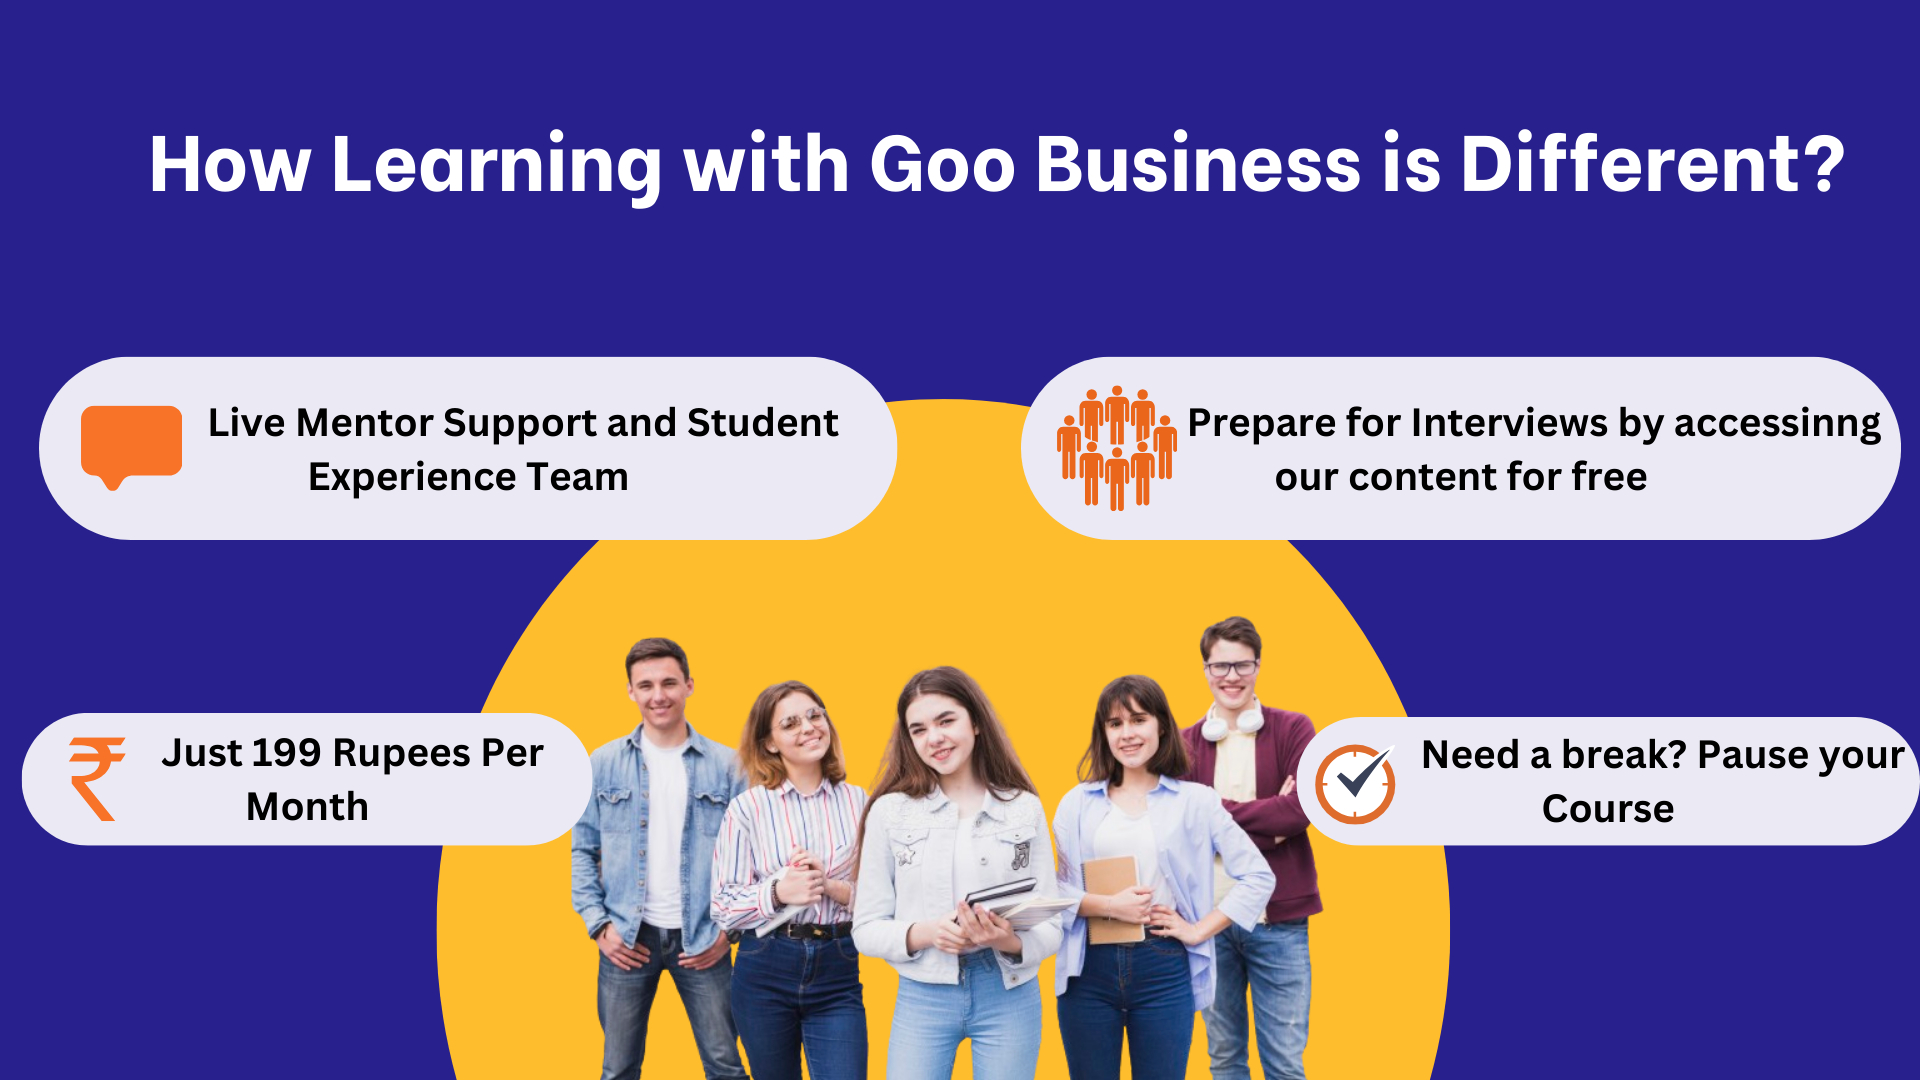 How Learning with Goo Business is Different?
Live Mentor Support and Student
Experience Team
Prepare for Interviews by accessinng
our content for free
Just 199 Rupees Per
Month
Need a break? Pause your
Course